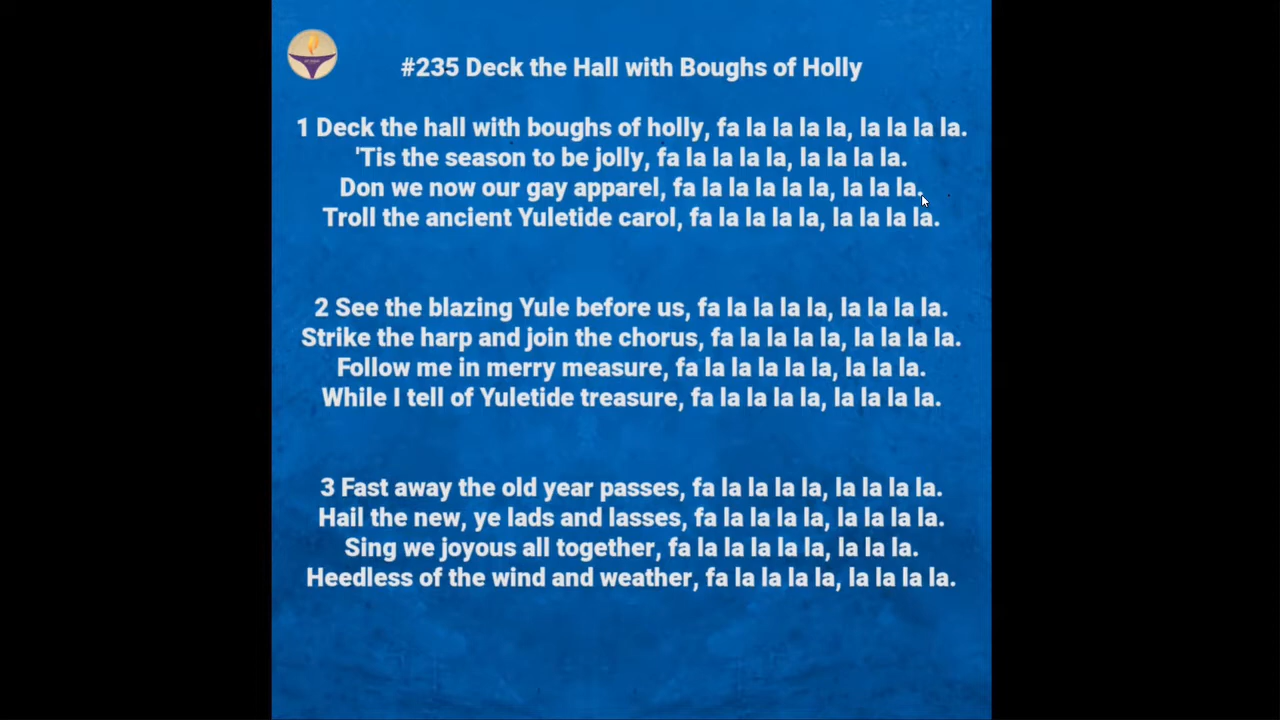 #235 Deck the Hall with Boughs of Holly
1 Deck the hall with boughs of holly, fa la la la la, la la la la.
'Tis the season to be jolly, fa la la la la, la la la la.
Don we now our gay apparel, fa la la la la la, la la la.
Troll the ancient Yuletide carol, fa la la la la, la la la la.
2 See the blazing Yule before us, fa la la la la, la la la la.
Strike the harp and join the chorus, fa la la la la, la la la la.
Follow me in merry measure, fa la la la la la, la la la.
While I tell of Yuletide treasure, fa la la la la, la la la la.
3 Fast away the old year passes, fa la la la la, la la la la.
Hail the new, ye lads and lasses, fa la la la la, la la la la.
Sing we joyous all together, fa la la la la la, la la la.
Heedless of the wind and weather, fa la la la la, la la la la.